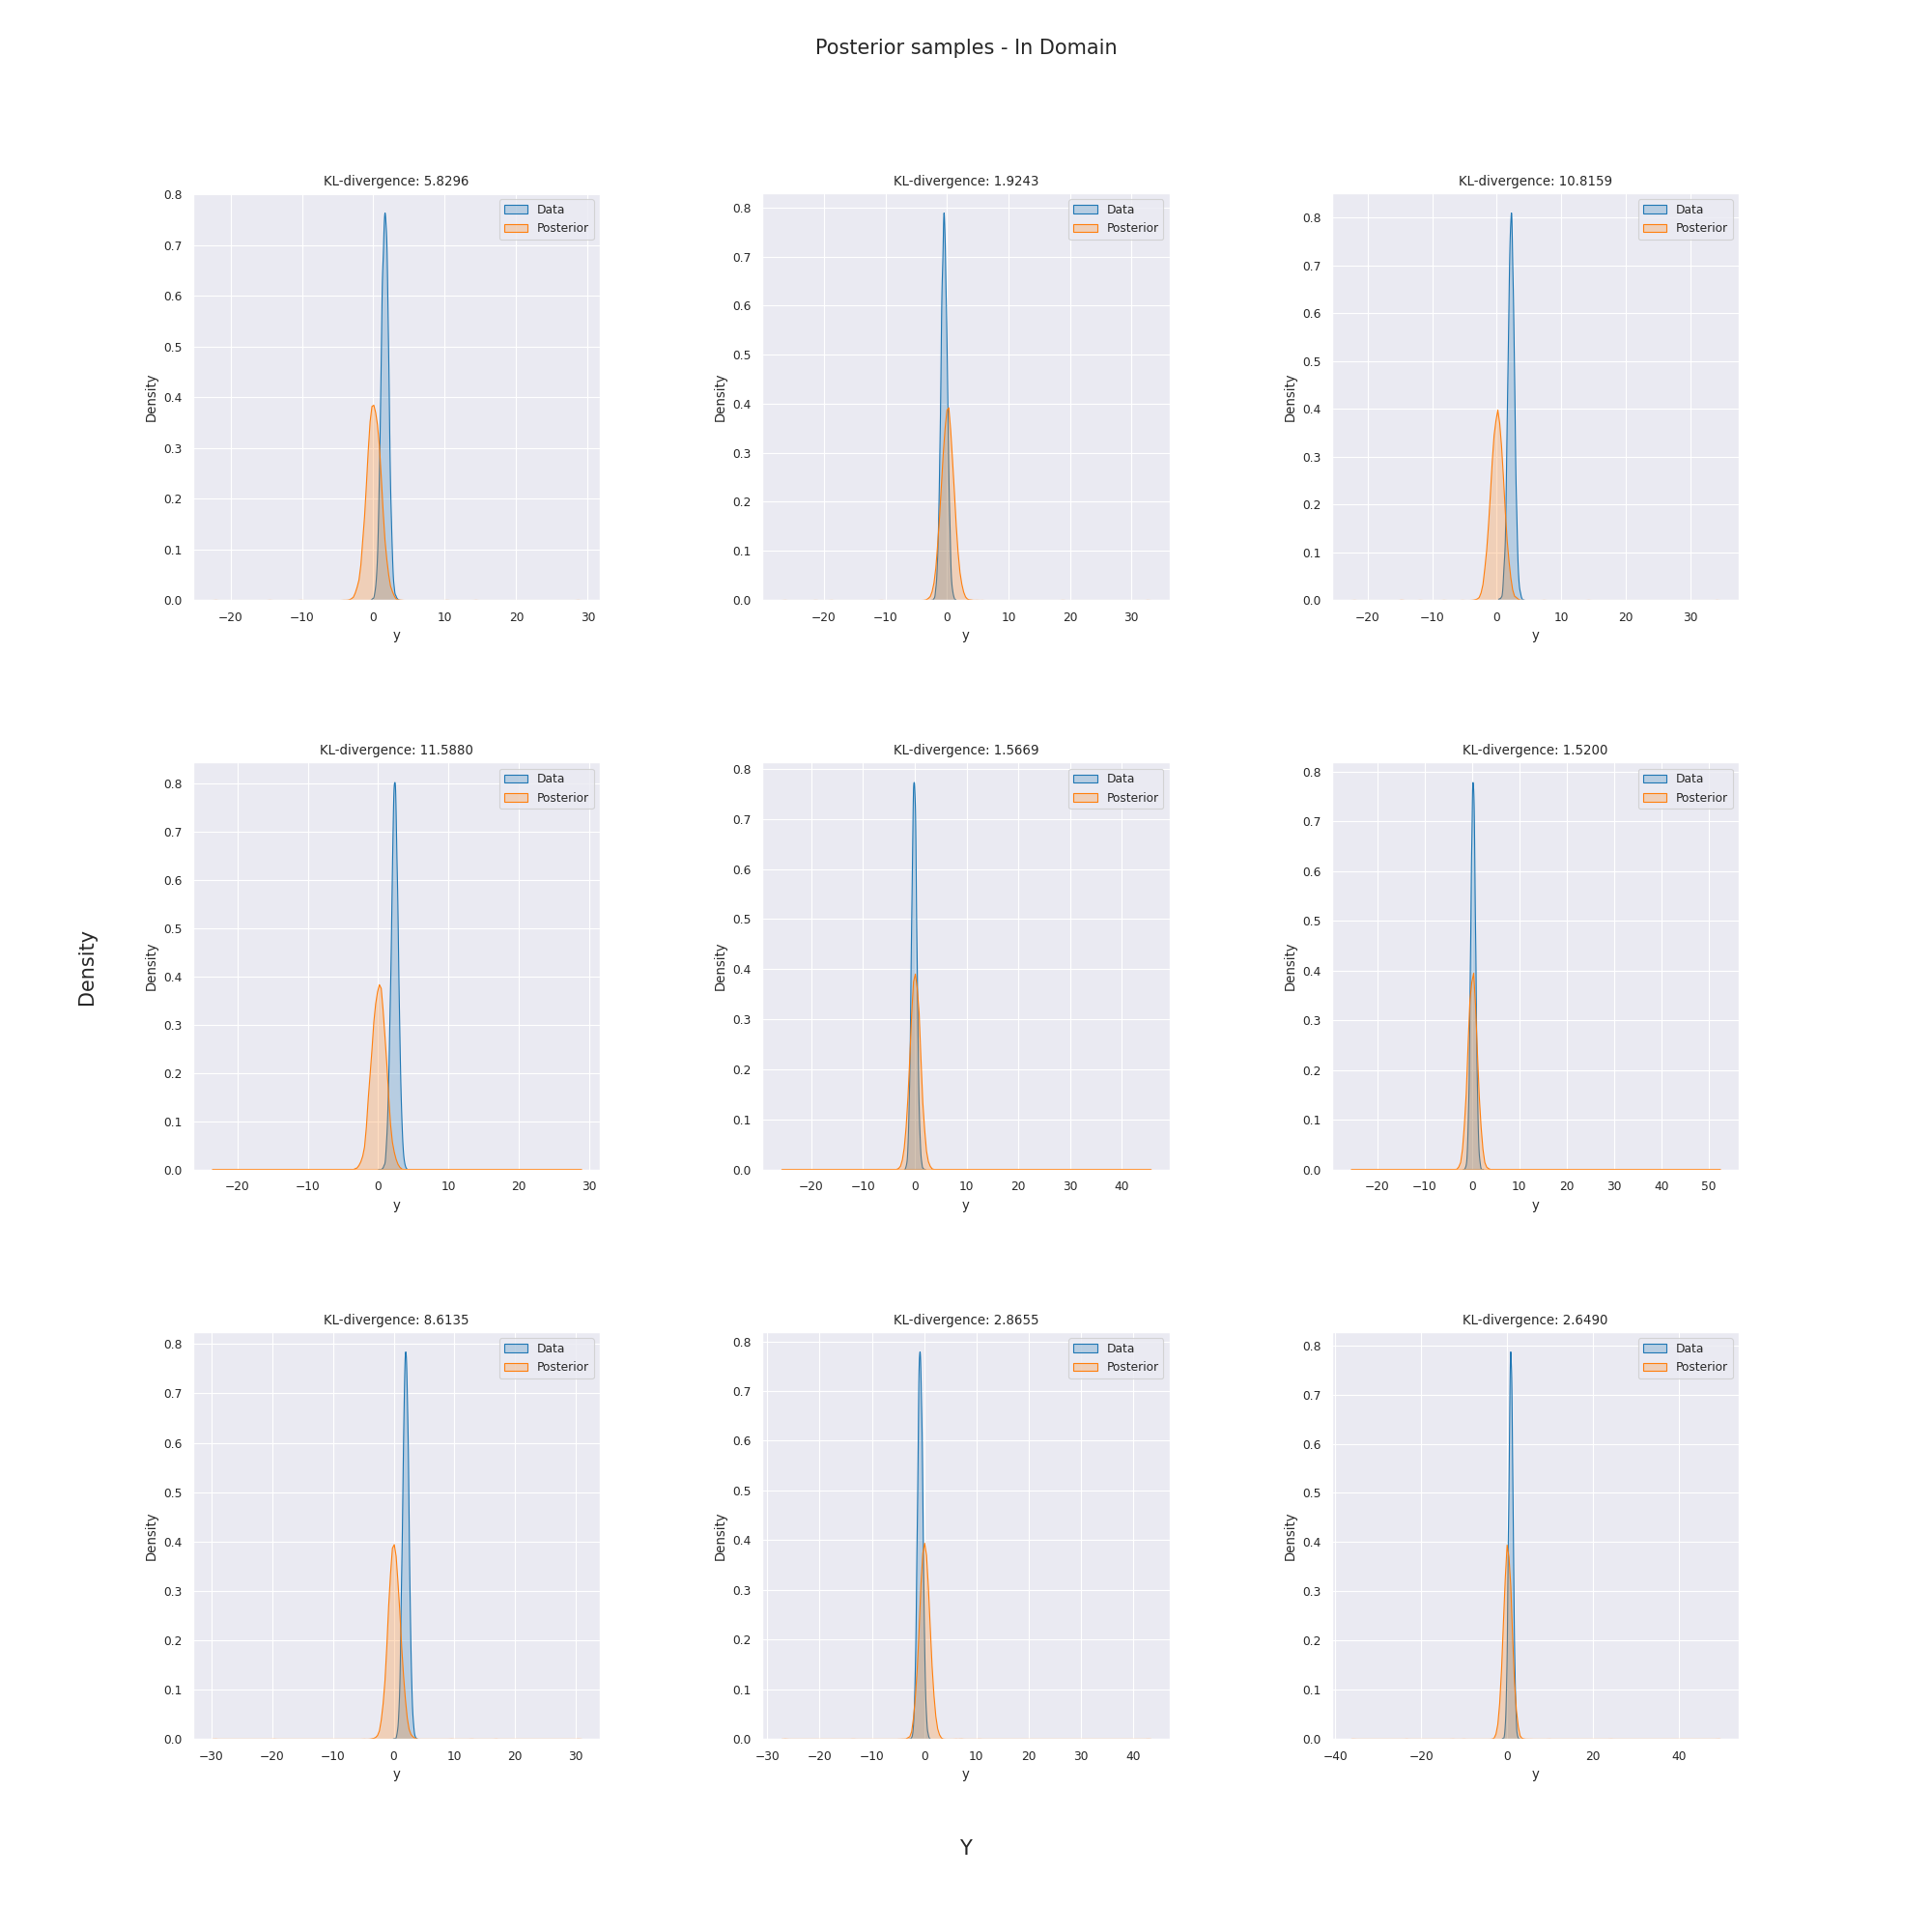 Posterior samples - In Domain
KL-divergence: 5.8296
Data
Posterior
0.8
0.7
0.6
0.5
0.4
0.3
0.2
0.1
0.0
Density
−20 −10 0 10 20 30
y
KL-divergence: 1.9243
Data
Posterior
0.8
0.7
0.6
0.5
0.4
0.3
0.2
0.1
0.0
Density
−20 −10 0 10 20 30
y
KL-divergence: 10.8159
Data
Posterior
0.8
0.7
0.6
0.5
0.4
0.3
0.2
0.1
0.0
Density
−20 −10 0 10 20 30
y
Density
KL-divergence: 11.5880
Data
Posterior
0.8
0.7
0.6
0.5
0.4
0.3
0.2
0.1
0.0
Density
−20 −10 0 10 20 30
y
KL-divergence: 1.5669
Data
Posterior
0.8
0.7
0.6
0.5
0.4
0.3
0.2
0.1
0.0
Density
−20 −10 0 10 20 30 40
y
KL-divergence: 1.5200
Data
Posterior
0.8
0.7
0.6
0.5
0.4
0.3
0.2
0.1
0.0
Density
−20 −10 0 10 20 30 40 50
y
KL-divergence: 8.6135
Data
Posterior
0.8
0.7
0.6
0.5
0.4
0.3
0.2
0.1
0.0
Density
−30 −20 −10 0 10 20 30
y
KL-divergence: 2.8655
Data
Posterior
0.8
0.7
0.6
0.5
0.4
0.3
0.2
0.1
0.0
Density
−30 −20 −10 0 10 20 30 40
y
KL-divergence: 2.6490
Data
Posterior
0.8
0.7
0.6
0.5
0.4
0.3
0.2
0.1
0.0
Density
−40 −20 0 20 40
y
Y